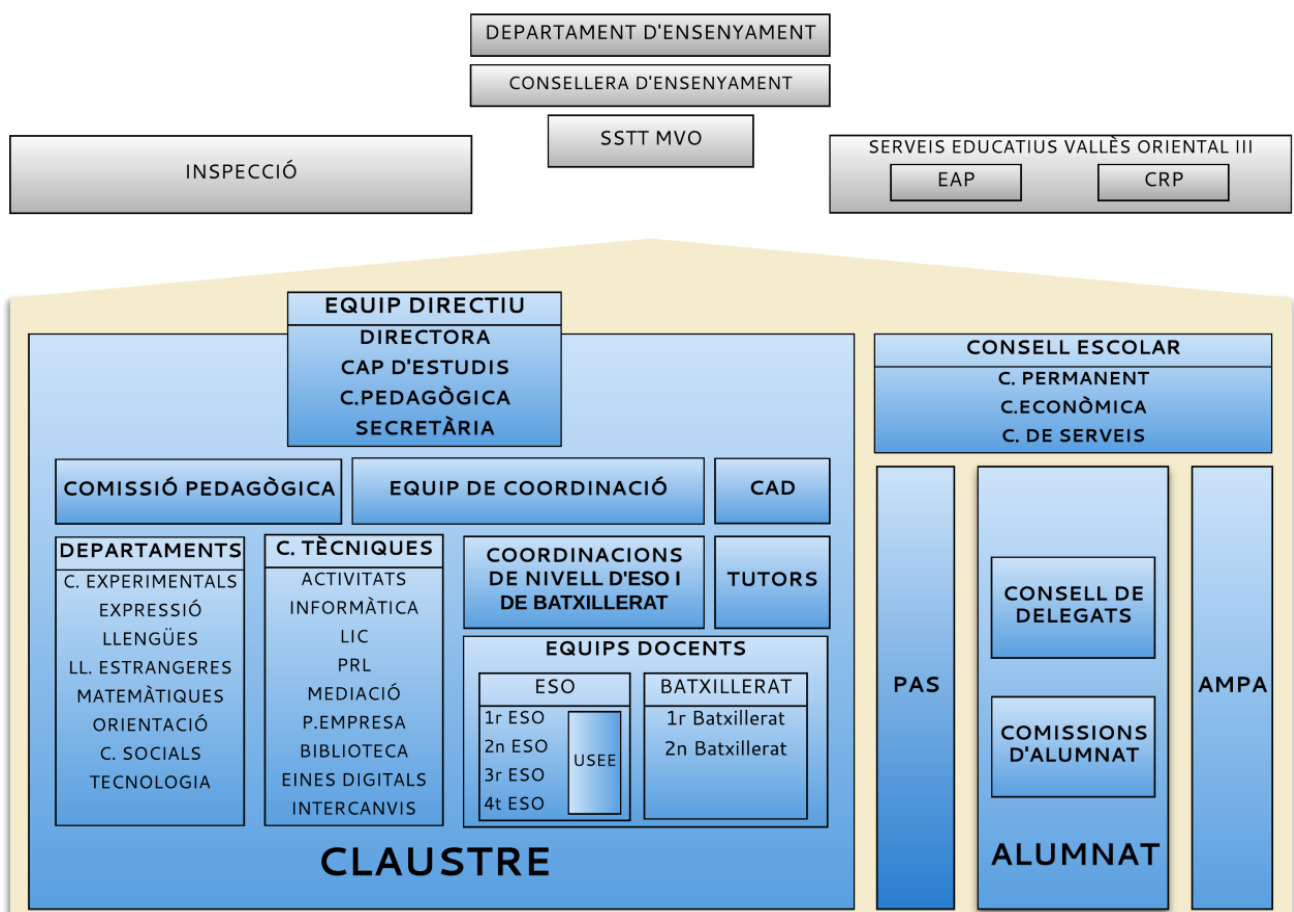 DEPARTAMENT D'ENSENYAMENT
CONSELLERA D'ENSENYAMENT
SSTT MVO
INSPECCIÓ
SERVEIS EDUCATIUS VALLÈS ORIENTAL III
EAP
CRP
EQUIP DIRECTIU
DIRECTORA
CAP D'ESTUDIS
C.PEDAGÒGICA
SECRETÀRIA
COMISSIÓ PEDAGÒGICA
EQUIP DE COORDINACIÓ
CAD
DEPARTAMENTS
C. EXPERIMENTALS
EXPRESSIÓ
LLENGÜES
LL. ESTRANGERES
MATEMÀTIQUES
ORIENTACIÓ
C. SOCIALS
TECNOLOGIA
C. TÈCNIQUES
ACTIVITATS
INFORMÀTICA
LIC
PRL
MEDIACIÓ
P.EMPRESA
BIBLIOTECA
EINES DIGITALS
INTERCANVIS
COORDINACIONS
DE NIVELL D'ESO I
DE BATXILLERAT
TUTORS
EQUIPS DOCENTS
ESO
1r ESO
2n ESO
3r ESO
4t ESO
USEE
BATXILLERAT
1r Batxillerat
2n Batxillerat
CLAUSTRE
CONSELL ESCOLAR
C. PERMANENT
C.ECONÒMICA
C. DE SERVEIS
PAS
CONSELL DE
DELEGATS
COMISSIONS
D'ALUMNAT
ALUMNAT
AMPA